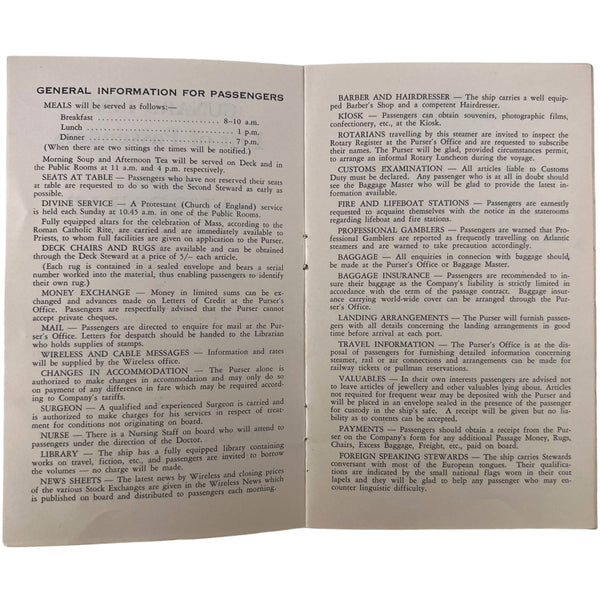 GENERAL INFORMATION FOR PASSENGERS
MEALS will be served as follows:—
Breakfast . . . . . . . . . . . . . . . . . . . . . . . . . . 8–10 a.m.
Lunch . . . . . . . . . . . . . . . . . . . . . . . . . . 1 p.m.
Dinner . . . . . . . . . . . . . . . . . . . . . . . . . . 7 p.m.
(When there are two sittings the times will be notified.)
Morning Soup and Afternoon Tea will be served on Deck and in
the Public Rooms at 11 a.m. and 4 p.m. respectively.
SEATS AT TABLE — Passengers who have not reserved their seats
at table are requested to do so with the Second Steward as early as
possible.
DIVINE SERVICE — A Protestant (Church of England) service
is held each Sunday at 10.45 a.m. in one of the Public Rooms.
Fully equipped altars for the celebration of Mass, according to the
Roman Catholic Rite, are carried and are immediately available to
Priests, to whom full facilities are given on application to the Purser.
DECK CHAIRS AND RUGS are available and can be obtained
through the Deck Steward at a price of 5/– each article.
(Each rug is contained in a sealed envelope and bears a serial
number worked into the material, thus enabling passengers to identify
their own rug.)
MONEY EXCHANGE — Money in limited sums can be ex-
changed and advances made on Letters of Credit at the Purser's
Office. Passengers are respectfully advised that the Purser cannot
accept private cheques.
MAIL — Passengers are directed to enquire for mail at the Pur-
ser's Office. Letters for despatch should be handed to the Librarian
who holds supplies of stamps.
WIRELESS AND CABLE MESSAGES — Information and rates
will be supplied by the Wireless office.
CHANGES IN ACCOMMODATION — The Purser alone is
authorized to make changes in accommodation and may only do so
on payment of any difference in fare which may be required accord-
ing to Company's tariffs.
SURGEON — A qualified and experienced Surgeon is carried and
is authorized to make charges for his services in respect of treat-
ment for conditions not originating on board.
NURSE — There is a Nursing Staff on board who will attend to
passengers under the direction of the Doctor.
LIBRARY — The ship has a fully equipped library containing
works on travel, fiction, etc., and passengers are invited to borrow
the volumes — no charge will be made.
NEWS SHEETS — The latest news by Wireless and closing prices
of the various Stock Exchanges are given in the Wireless News which
is published on board and distributed to passengers each morning.
BARBER AND HAIRDRESSER — The ship carries a well equip-
ped Barber's Shop and a competent Hairdresser.
KIOSK — Passengers can obtain souvenirs, photographic films,
confectionery, etc., at the Kiosk.
ROTARIANS travelling by this steamer are invited to inspect the
Rotary Register at the Purser's Office and are requested to subscribe
their names. The Purser will be glad, provided circumstances permit,
to arrange an informal Rotary Luncheon during the voyage.
CUSTOMS EXAMINATION — All articles liable to Customs
Duty must be declared. Any passenger who is at all in doubt should
see the Baggage Master who will be glad to provide the latest in-
formation available.
FIRE AND LIFEBOAT STATIONS — Passengers are earnestly
requested to acquaint themselves with the notice in the staterooms
regarding lifeboat and fire stations.
PROFESSIONAL GAMBLERS — Passengers are warned that Pro-
fessional Gamblers are reported as frequently travelling on Atlantic
steamers and are warned to take precaution accordingly.
BAGGAGE — All enquiries in connection with baggage should,
be made at the Purser's Office or Baggage Master.
BAGGAGE INSURANCE — Passengers are recommended to in-
sure their baggage as the Company's liability is strictly limited in
accordance with the term of the passage contract. Baggage insur-
ance carrying world-wide cover can be arranged through the Pur-
ser's Office.
LANDING ARRANGEMENTS — The Purser will furnish passen-
gers with all details concerning the landing arrangements in good
time before arrival at each port.
TRAVEL INFORMATION — The Purser's Office is at the dis-
posal of passengers for furnishing detailed information concerning
steamer, rail or air connections and arrangements can be made for
railway tickets or pullman reservations.
VALUABLES — In their own interests passengers are advised not
to leave articles of jewellery and other valuables lying about. Articles
not required for frequent wear may be deposited with the Purser and
will be placed in an envelope sealed in the presence of the passenger
for custody in the ship's safe. A receipt will be given but no lia-
bility as to contents can be accepted.
PAYMENTS — Passengers should obtain a receipt from the Pur-
ser on the Company's form for any additional Passage Money, Rugs,
Chairs, Excess Baggage, Freight, etc., paid on board.
FOREIGN SPEAKING STEWARDS — The ship carries Stewards
conversant with most of the European tongues. Their qualifica-
tions are indicated by the small national flags worn in their coat
lapels and they will be glad to help any passenger who may en-
counter linguistic difficulty.